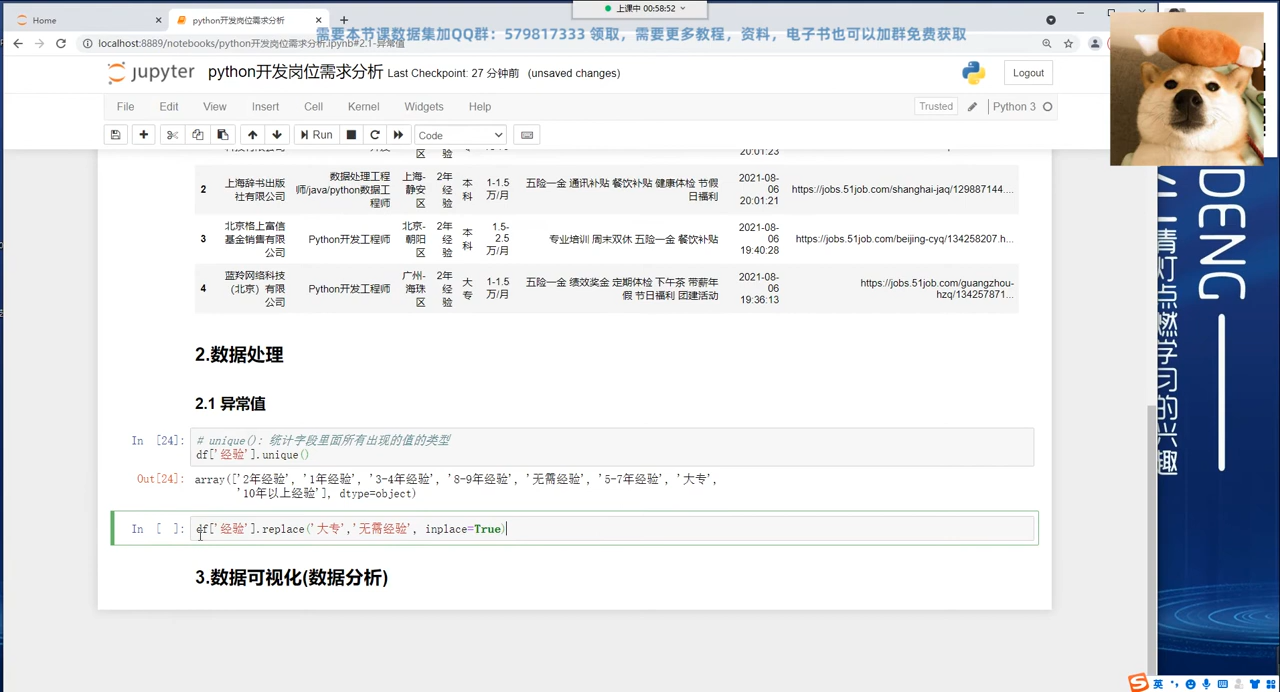 上课中 00:58:52
Home
python开发岗位需求分析
需要本节课数据集加QQ群：579817333 领取，需要更多教程，资料，电子书也可以加群免费获取
localhost:8889/notebooks/python开发岗位需求分析.ipynb#2.1-异常值
jupyter python开发岗位需求分析 Last Checkpoint: 27 分钟前 (unsaved changes)
Logout
File Edit View Insert Cell Kernel Widgets Help
Trusted Python 3
Run Code
区 验 20:01:23
2 上海辞书出版社有限公司 数据处理工程师/java/python数据工程师 上海-静安区 2年经验 本科 1-1.5万/月 五险一金 通讯补贴 餐饮补贴 健康体检 节假日福利 2021-08-06 20:01:21 https://jobs.51job.com/shanghai-jaq/129887144....
3 北京格上富信基金销售有限公司 Python开发工程师 北京-朝阳区 2年经验 本科 1.5-2.5万/月 专业培训 周末双休 五险一金 餐饮补贴 2021-08-06 19:40:28 https://jobs.51job.com/beijing-cyq/134258207.h...
4 蓝羚网络科技（北京）有限公司 Python开发工程师 广州-海珠区 2年经验 大专 1-1.5万/月 五险一金 绩效奖金 定期体检 下午茶 带薪年假 节日福利 团建活动 2021-08-06 19:36:13 https://jobs.51job.com/guangzhou-hzq/134257871...
2.数据处理
2.1 异常值
In [24]: # unique(): 统计字段里面所有出现的值的类型
df['经验'].unique()
Out[24]: array(['2年经验', '1年经验', '3-4年经验', '8-9年经验', '无需经验', '5-7年经验', '大专',
'10年以上经验'], dtype=object)
In [ ]: df['经验'].replace('大专','无需经验', inplace=True)
3.数据可视化(数据分析)
DENG
青灯点燃学习的兴趣
英